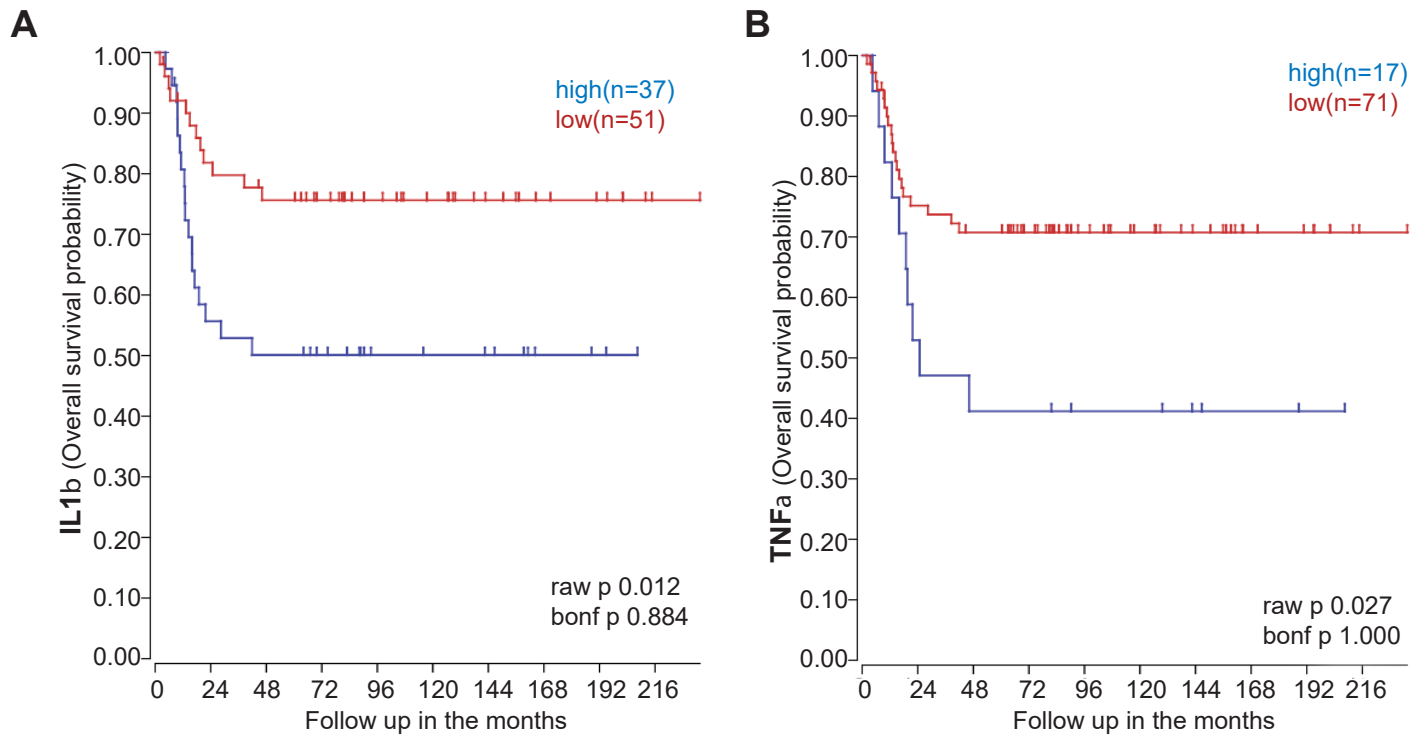 A
IL1b (Overall survival probability)
1.00
0.90
0.80
0.70
0.60
0.50
0.40
0.30
0.20
0.10
0.00
high(n=37)
low(n=51)
raw p 0.012
bonf p 0.884
0 24 48 72 96 120 144 168 192 216
Follow up in the months
B
TNFa (Overall survival probability)
1.00
0.90
0.80
0.70
0.60
0.50
0.40
0.30
0.20
0.10
0.00
high(n=17)
low(n=71)
raw p 0.027
bonf p 1.000
0 24 48 72 96 120 144 168 192 216
Follow up in the months